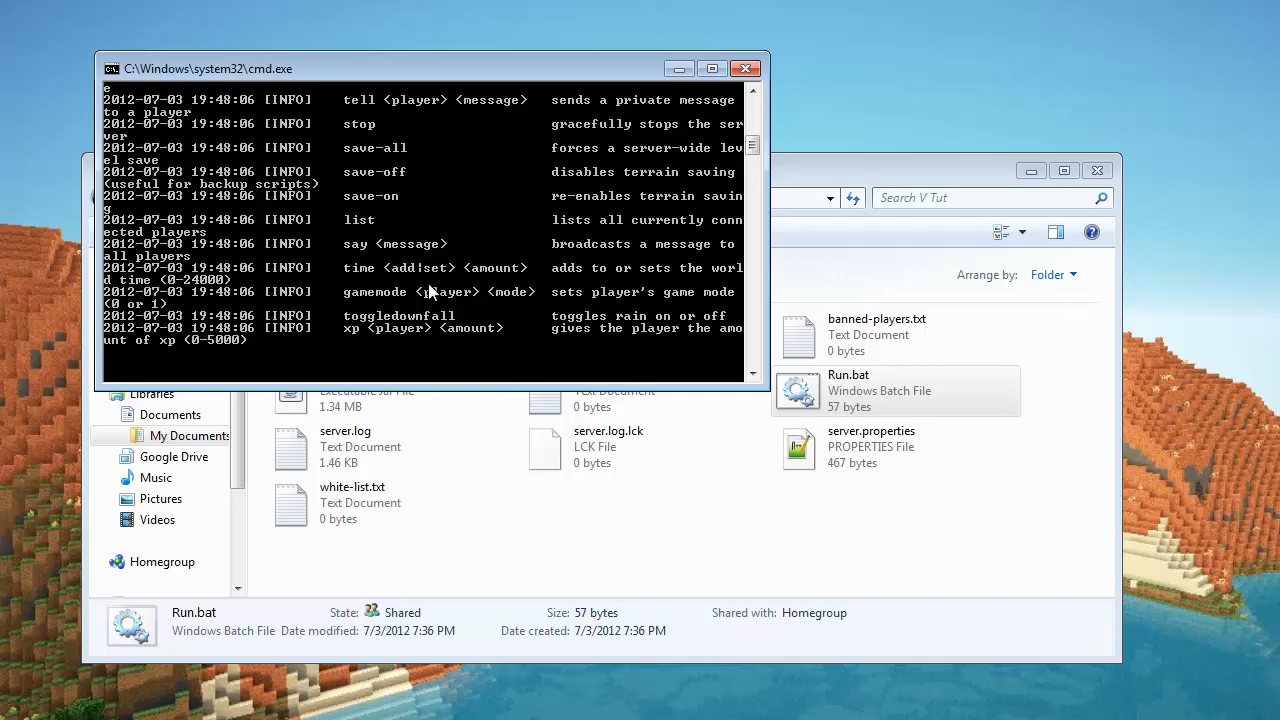 C:\Windows\system32\cmd.exe
e
2012-07-03 19:48:06 [INFO] tell <player> <message> sends a private message
to a player
2012-07-03 19:48:06 [INFO] stop gracefully stops the ser
ver
2012-07-03 19:48:06 [INFO] save-all forces a server-wide lev
el save
2012-07-03 19:48:06 [INFO] save-off disables terrain saving
(useful for backup scripts)
2012-07-03 19:48:06 [INFO] save-on re-enables terrain savin
g
2012-07-03 19:48:06 [INFO] list lists all currently conn
ected players
2012-07-03 19:48:06 [INFO] say <message> broadcasts a message to
all players
2012-07-03 19:48:06 [INFO] time <add|set> <amount> adds to or sets the worl
d time (0-24000)
2012-07-03 19:48:06 [INFO] gamemode <player> <mode> sets player's game mode
(0 or 1)
2012-07-03 19:48:06 [INFO] toggledownfall toggles rain on or off
2012-07-03 19:48:06 [INFO] xp <player> <amount> gives the player the amo
unt of xp (0-5000)
Search V Tut
Arrange by: Folder
banned-players.txt
Text Document
0 bytes
Run.bat
Windows Batch File
57 bytes
Executable Jar File
1.34 MB
Text Document
0 bytes
server.log
Text Document
1.46 KB
server.log.lck
LCK File
0 bytes
server.properties
PROPERTIES File
467 bytes
white-list.txt
Text Document
0 bytes
Libraries
Documents
My Documents
Google Drive
Music
Pictures
Videos
Homegroup
Run.bat State: Shared Size: 57 bytes Shared with: Homegroup
Windows Batch File Date modified: 7/3/2012 7:36 PM Date created: 7/3/2012 7:36 PM